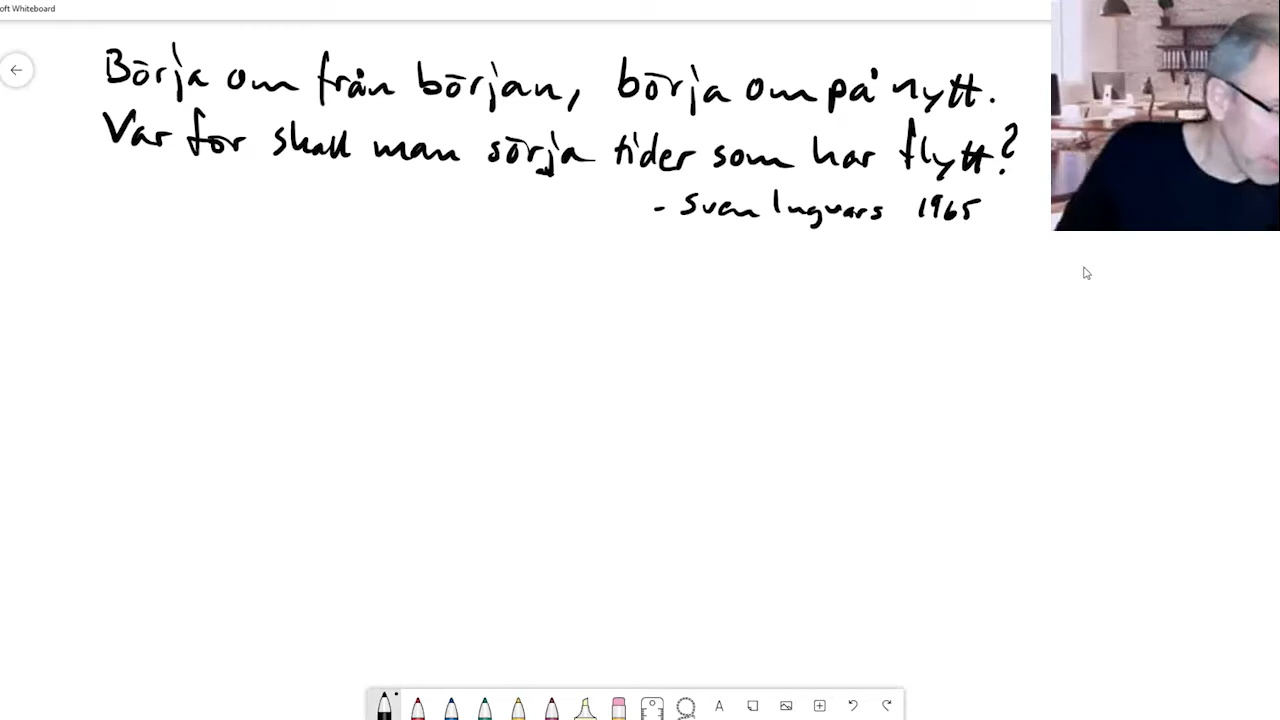 oft Whiteboard
Börja om från början, börja om på nytt.
Var för skall man sörja tider som har flytt?
- Sven Ingvars 1965